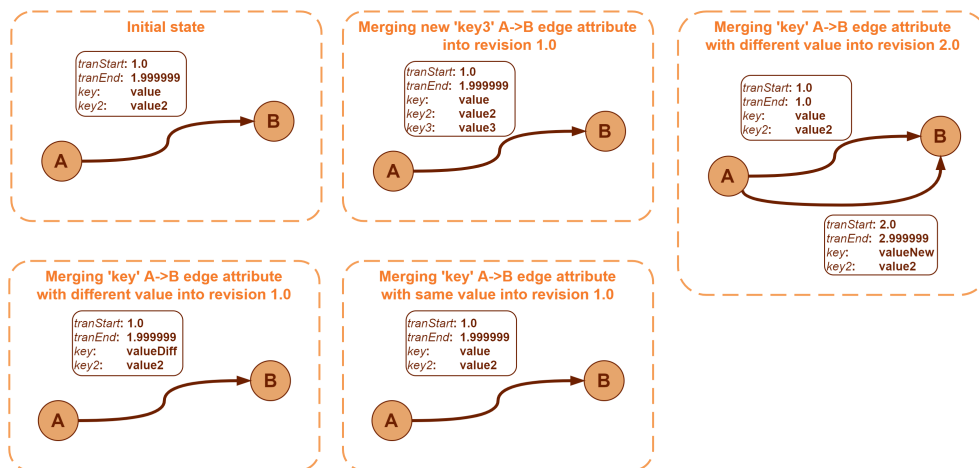 Initial state
tranStart: 1.0
tranEnd: 1.999999
key: value
key2: value2
A
B
Merging new 'key3' A->B edge attribute
into revision 1.0
tranStart: 1.0
tranEnd: 1.999999
key: value
key2: value2
key3: value3
A
B
Merging 'key' A->B edge attribute
with different value into revision 2.0
tranStart: 1.0
tranEnd: 1.0
key: value
key2: value2
A
B
tranStart: 2.0
tranEnd: 2.999999
key: valueNew
key2: value2
Merging 'key' A->B edge attribute
with different value into revision 1.0
tranStart: 1.0
tranEnd: 1.999999
key: valueDiff
key2: value2
A
B
Merging 'key' A->B edge attribute
with same value into revision 1.0
tranStart: 1.0
tranEnd: 1.999999
key: value
key2: value2
A
B